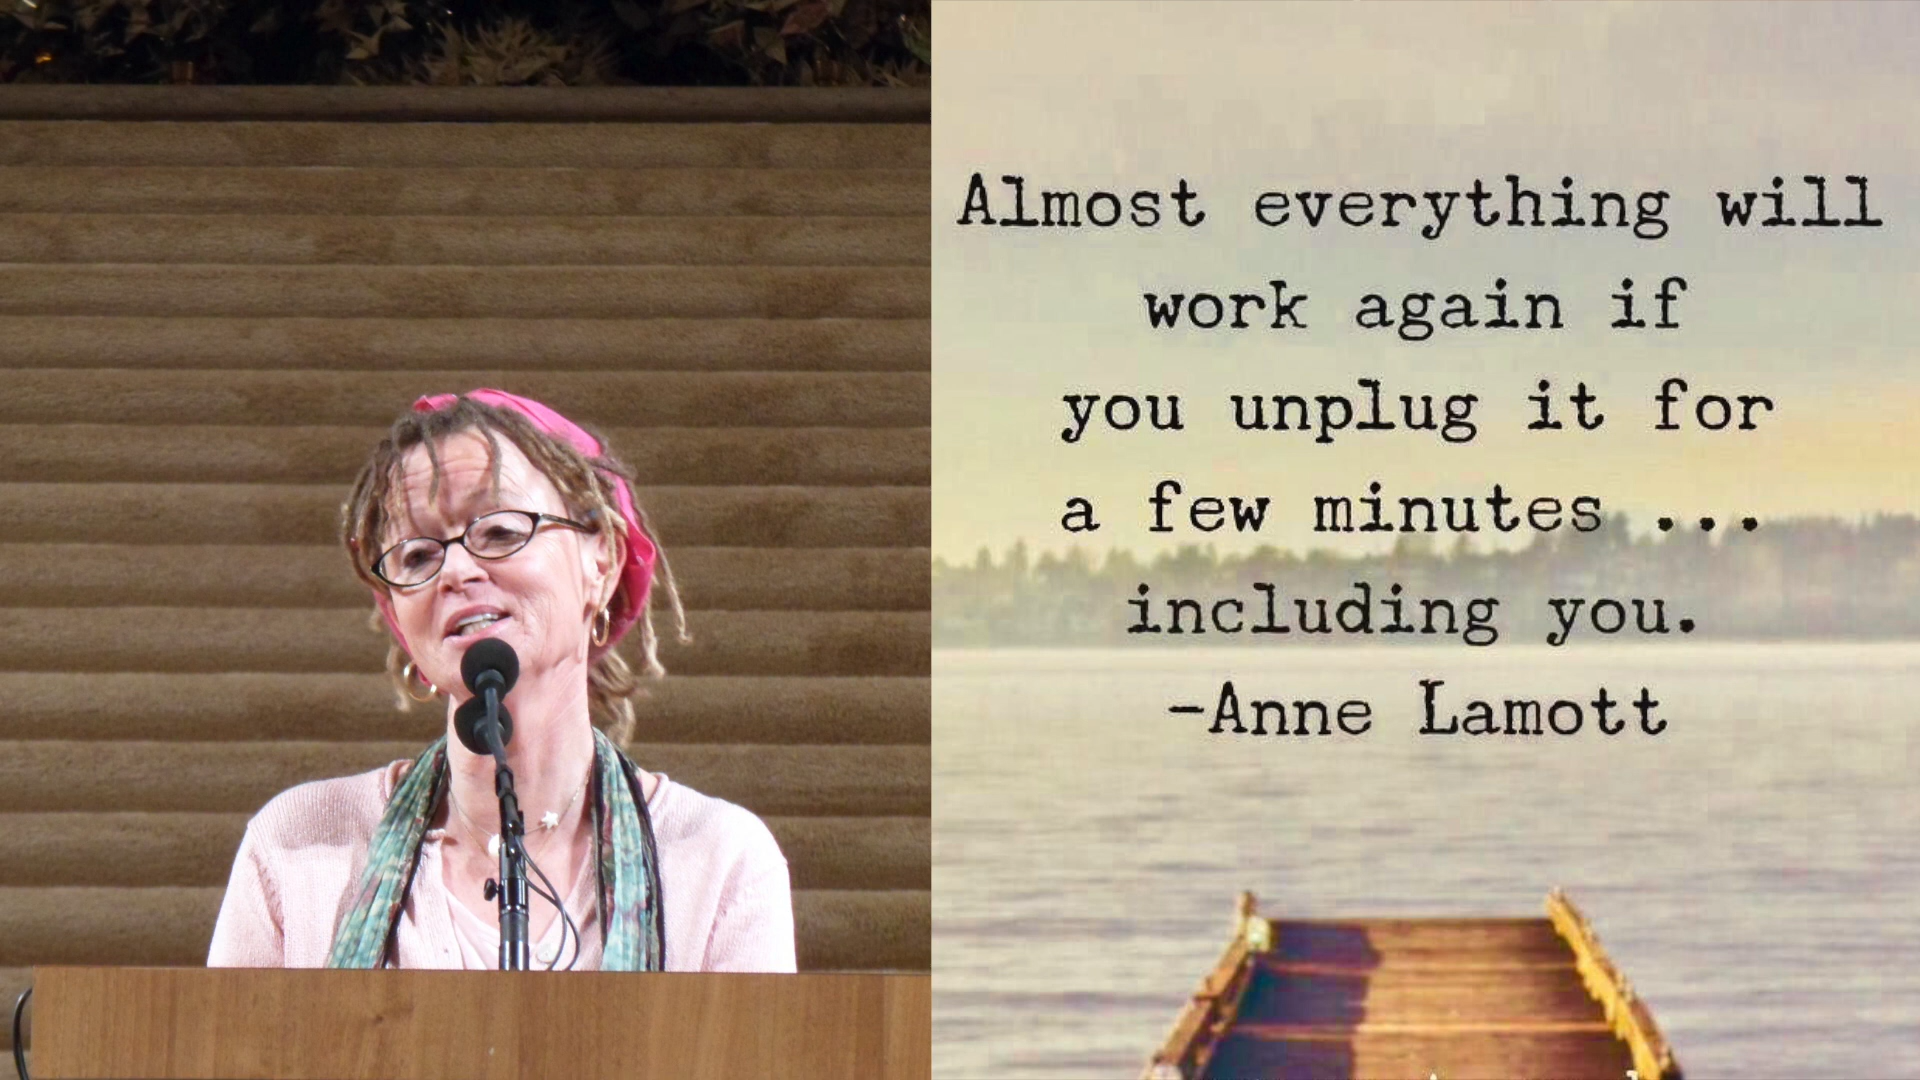 Almost everything will
work again if
you unplug it for
a few minutes ...
including you.
-Anne Lamott